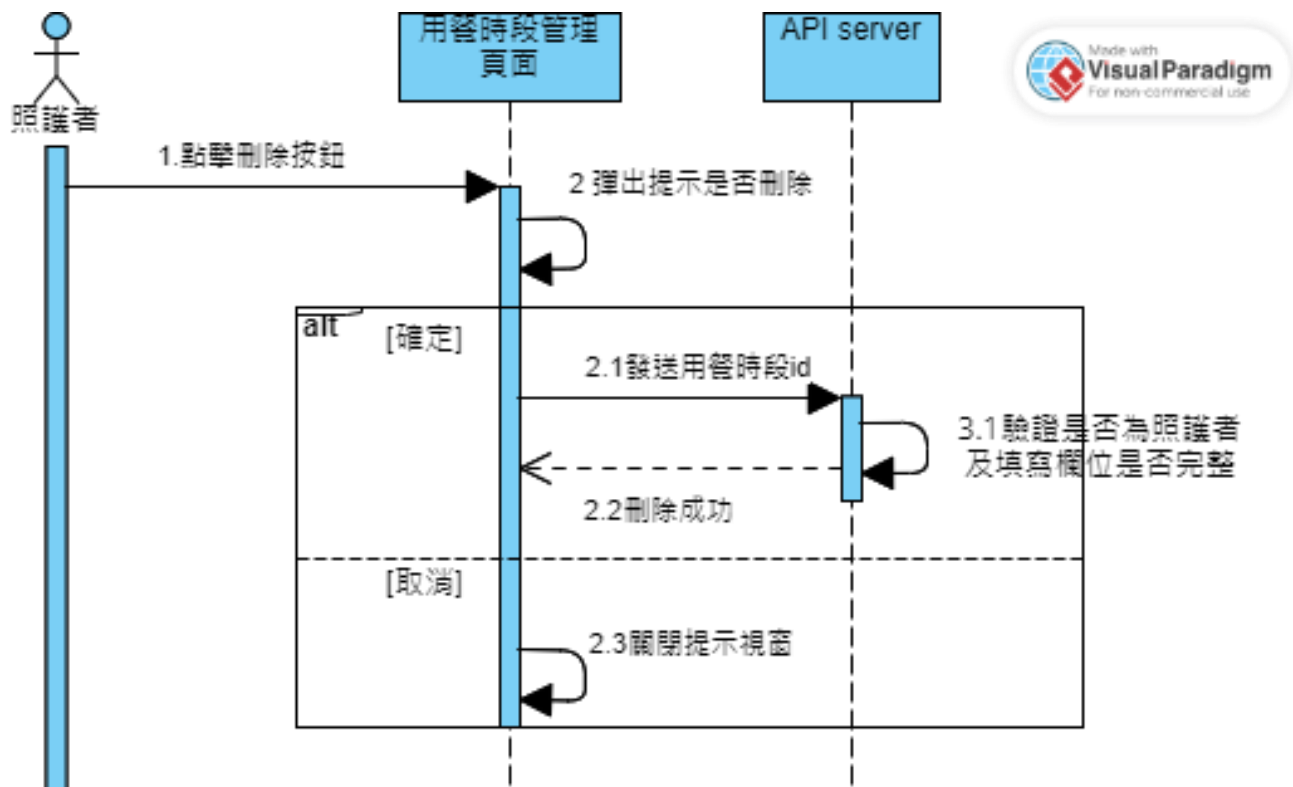 用餐時段管理
頁面
API server
Made with
Visual Paradigm
For non-commercial use
照護者
1.點擊刪除按鈕
2 彈出提示是否刪除
alt
[確定]
2.1發送用餐時段id
3.1驗證是否為照護者
及填寫欄位是否完整
2.2刪除成功
[取消]
2.3關閉提示視窗